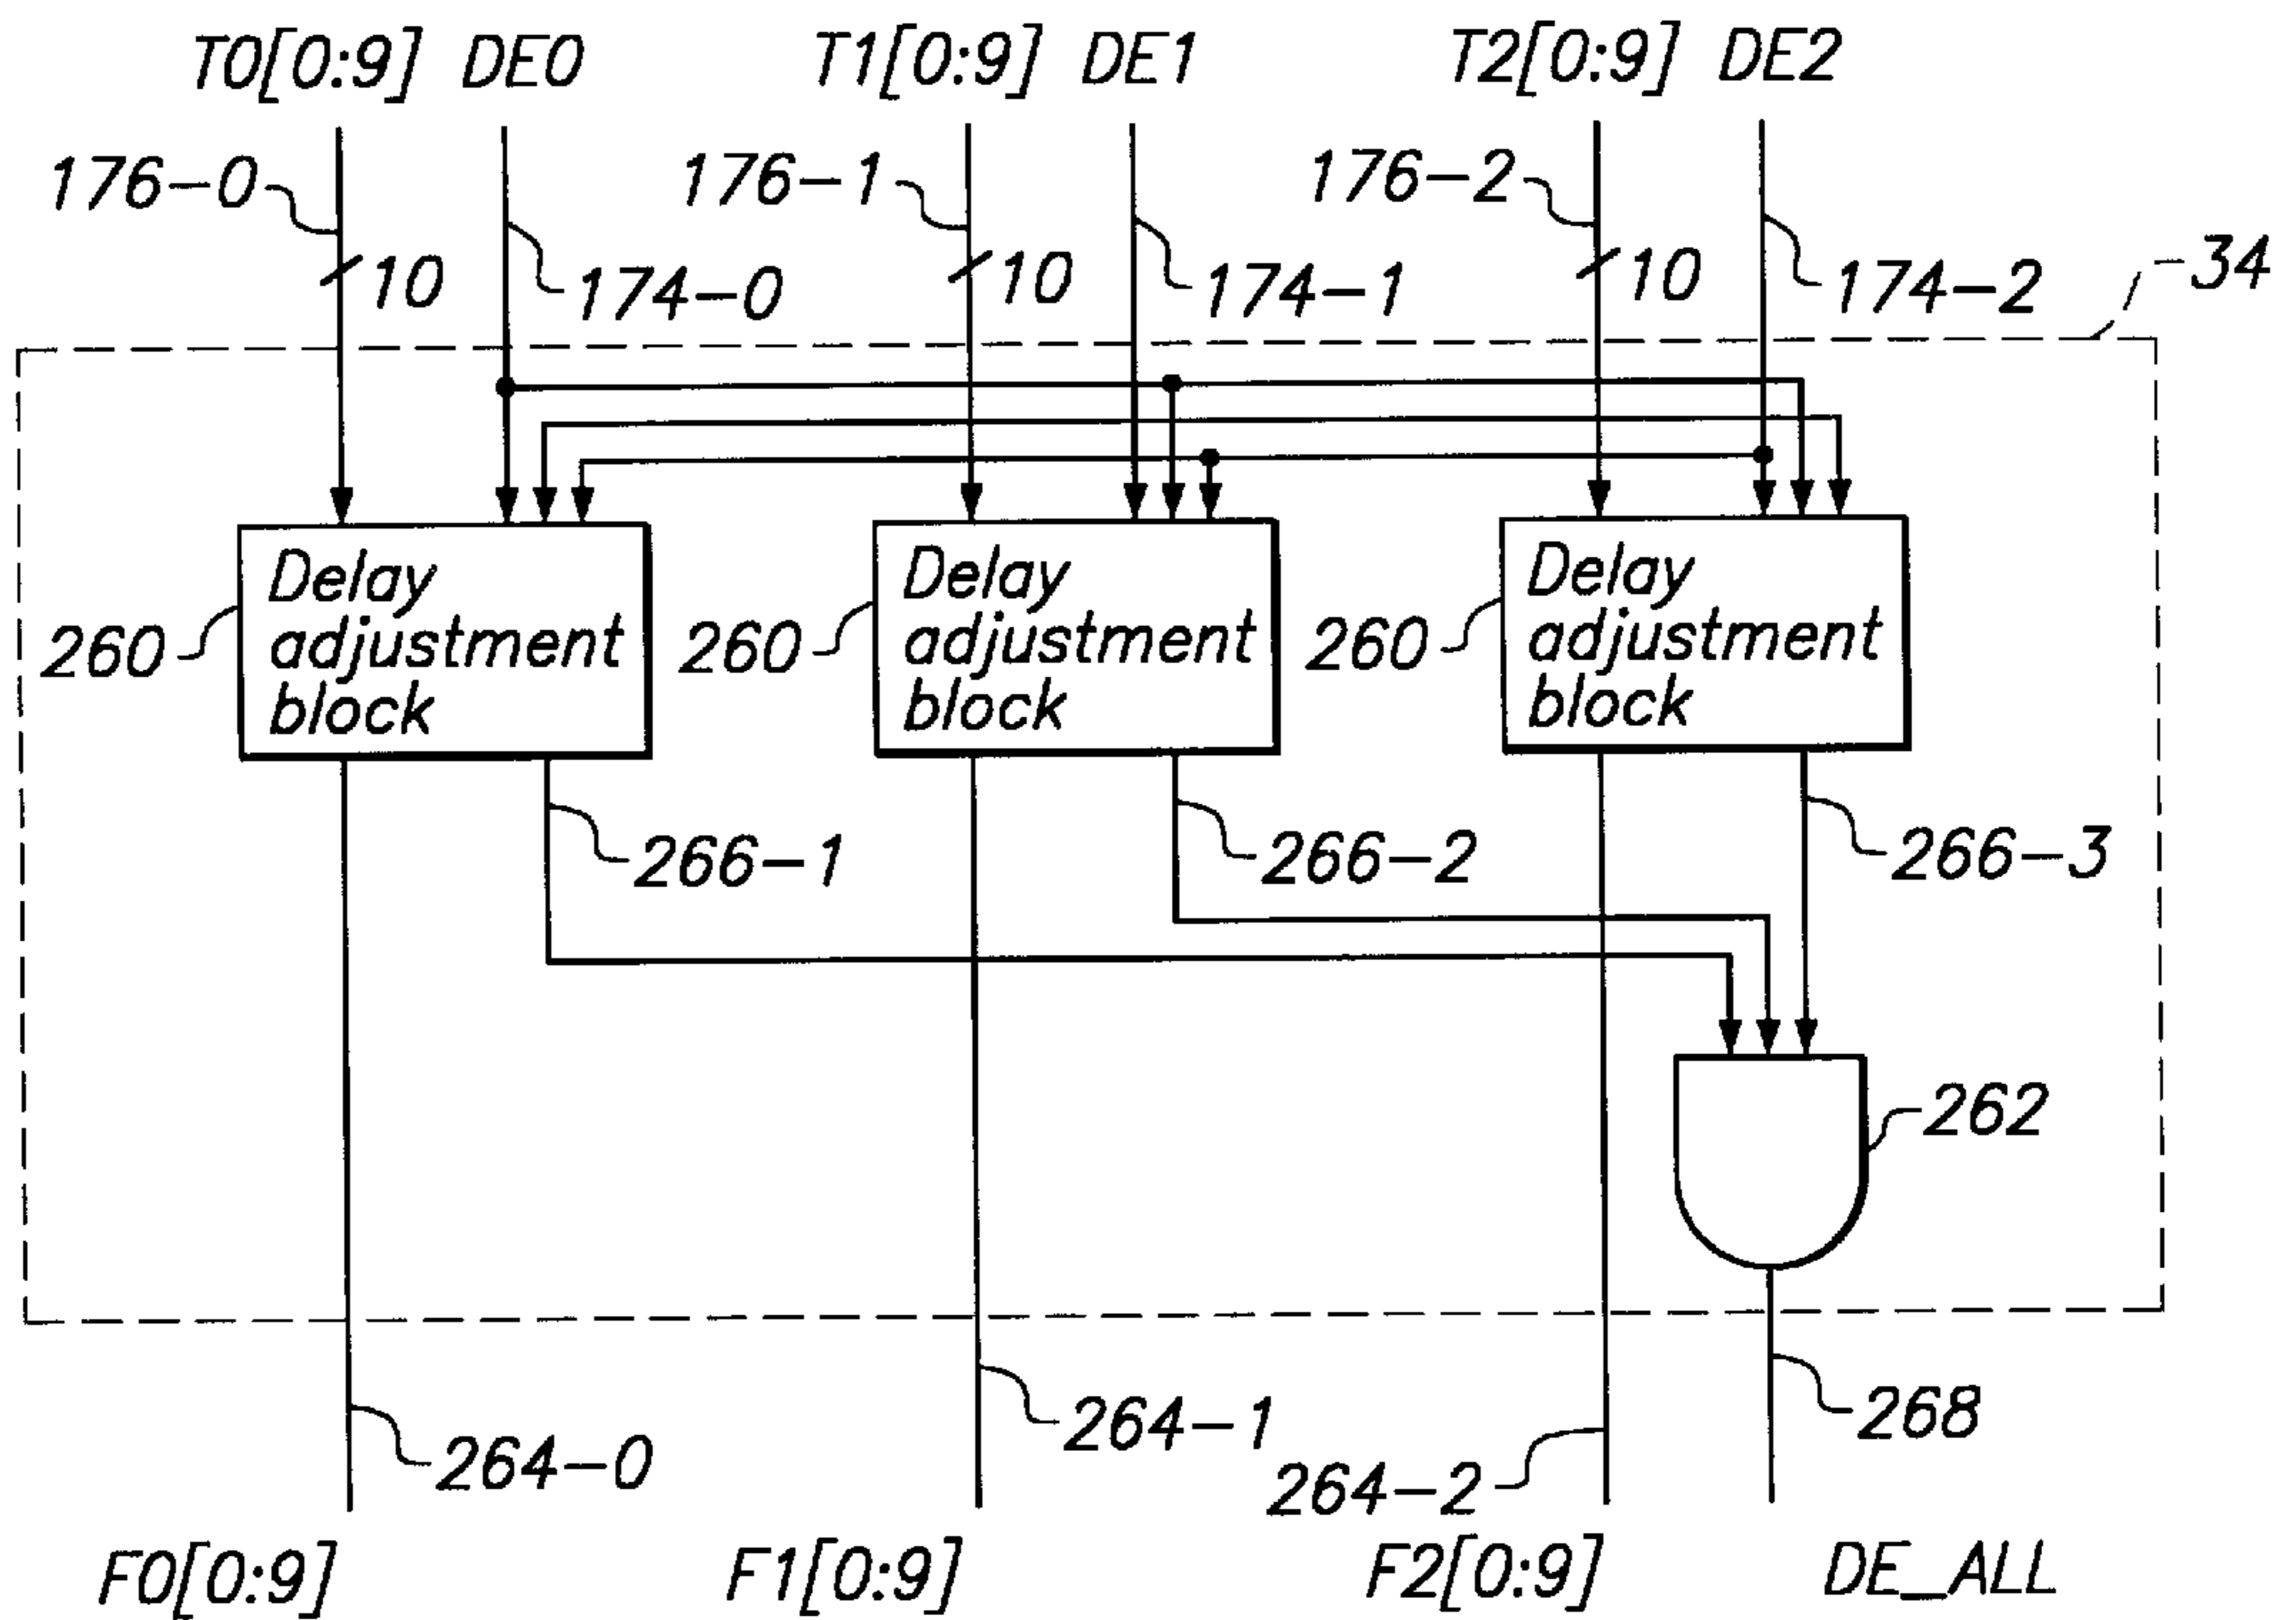 T0[0:9] DE0 T1[0:9] DE1 T2[0:9] DE2
176-0 176-1 176-2
10 174-0 10 174-1 10 174-2 34
Delay
adjustment
block
260
Delay
adjustment
block
260
Delay
adjustment
block
260
266-1 266-2 266-3
262
268
264-0 264-1 264-2
F0[0:9] F1[0:9] F2[0:9] DE_ALL